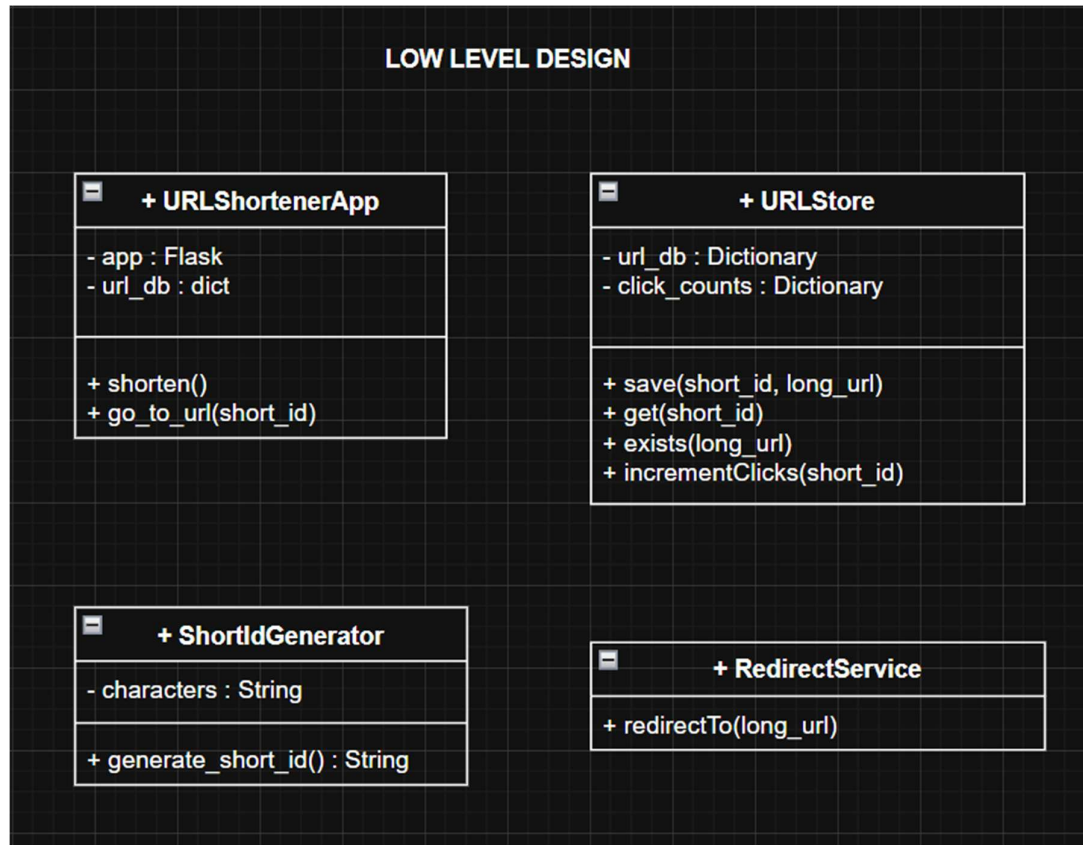 LOW LEVEL DESIGN
+ URLShortenerApp
- app : Flask
- url_db : dict
+ shorten()
+ go_to_url(short_id)
+ URLStore
- url_db : Dictionary
- click_counts : Dictionary
+ save(short_id, long_url)
+ get(short_id)
+ exists(long_url)
+ incrementClicks(short_id)
+ ShortIdGenerator
- characters : String
+ generate_short_id() : String
+ RedirectService
+ redirectTo(long_url)